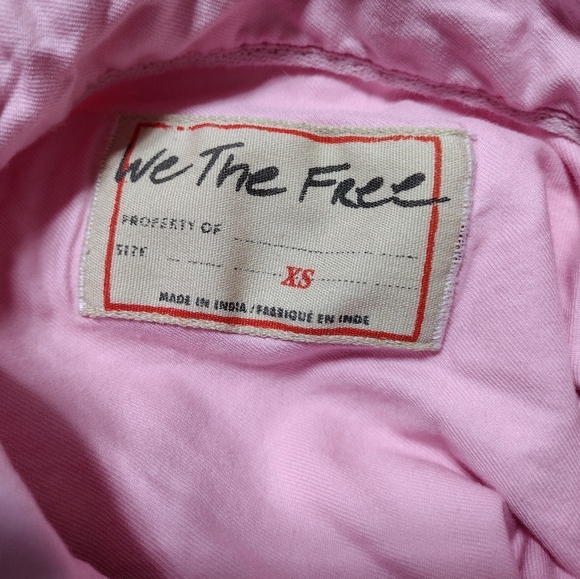 We The Free
PROPERTY OF
SIZE XS
MADE IN INDIA / FABRIQUÉ EN INDE